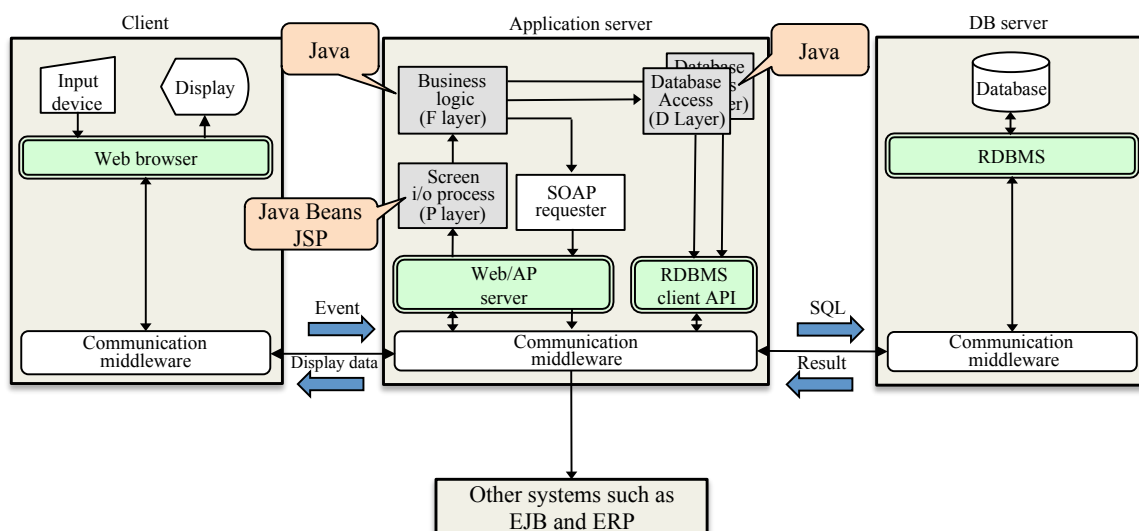 Client
Application server
DB server
Java
Java
Input
device
Display
Web browser
Java Beans
JSP
Communication
middleware
Business
logic
(F layer)
Screen
i/o process
(P layer)
SOAP
requester
Database
Database
Access
(D Layer)
Web/AP
server
RDBMS
client API
Communication
middleware
Event
Display data
SQL
Result
Database
RDBMS
Communication
middleware
Other systems such as
EJB and ERP